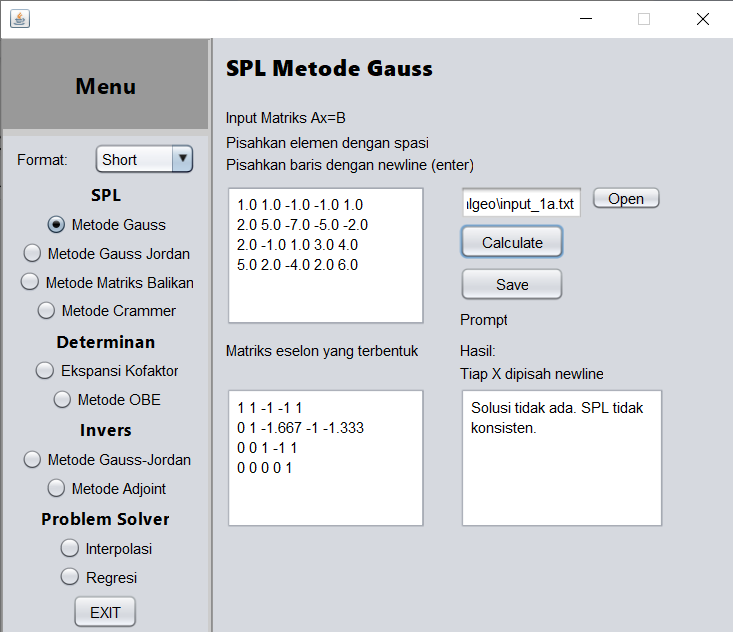 Menu
Format:
Short
SPL
Metode Gauss
Metode Gauss Jordan
Metode Matriks Balikan
Metode Crammer
Determinan
Ekspansi Kofaktor
Metode OBE
Invers
Metode Gauss-Jordan
Metode Adjoint
Problem Solver
Interpolasi
Regresi
EXIT
SPL Metode Gauss
Input Matriks Ax=B
Pisahkan elemen dengan spasi
Pisahkan baris dengan newline (enter)
1.0 1.0 -1.0 -1.0 1.0
2.0 5.0 -7.0 -5.0 -2.0
2.0 -1.0 1.0 3.0 4.0
5.0 2.0 -4.0 2.0 6.0
lgeo\input_1a.txt
Open
Calculate
Save
Prompt
Matriks eselon yang terbentuk
1 1 -1 -1 1
0 1 -1.667 -1 -1.333
0 0 1 -1 1
0 0 0 0 1
Hasil:
Tiap X dipisah newline
Solusi tidak ada. SPL tidak
konsisten.